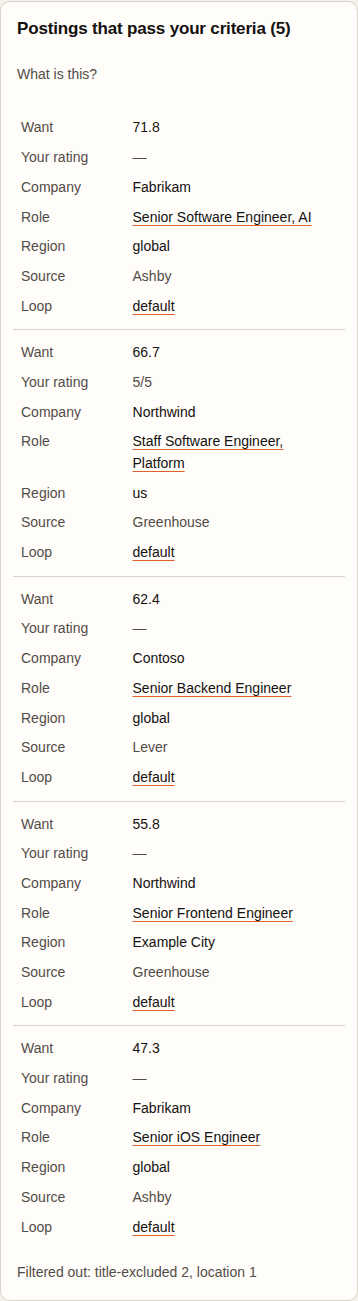 Postings that pass your criteria (5)
What is this?
Want 71.8
Your rating —
Company Fabrikam
Role Senior Software Engineer, AI
Region global
Source Ashby
Loop default
Want 66.7
Your rating 5/5
Company Northwind
Role Staff Software Engineer,
Platform
Region us
Source Greenhouse
Loop default
Want 62.4
Your rating —
Company Contoso
Role Senior Backend Engineer
Region global
Source Lever
Loop default
Want 55.8
Your rating —
Company Northwind
Role Senior Frontend Engineer
Region Example City
Source Greenhouse
Loop default
Want 47.3
Your rating —
Company Fabrikam
Role Senior iOS Engineer
Region global
Source Ashby
Loop default
Filtered out: title-excluded 2, location 1